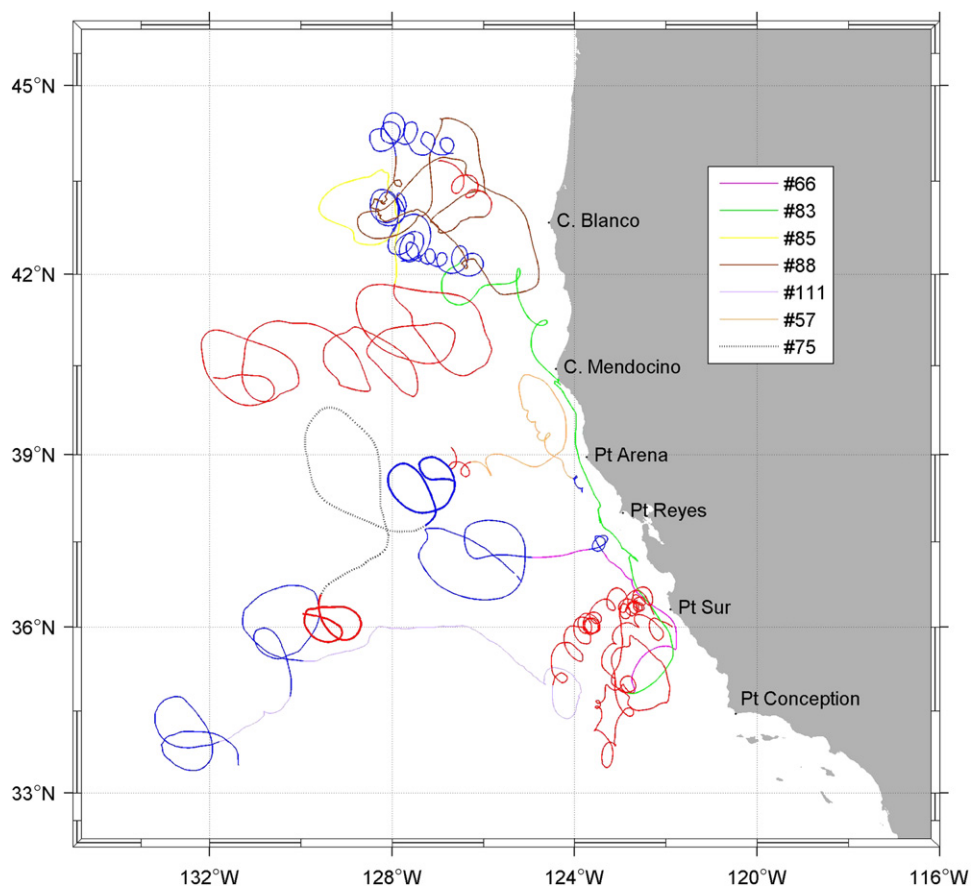 45°N
42°N
39°N
36°N
33°N
C. Blanco
C. Mendocino
Pt Arena
Pt Reyes
Pt Sur
Pt Conception
#66
#83
#85
#88
#111
#57
#75
132°W
128°W
124°W
120°W
116°W